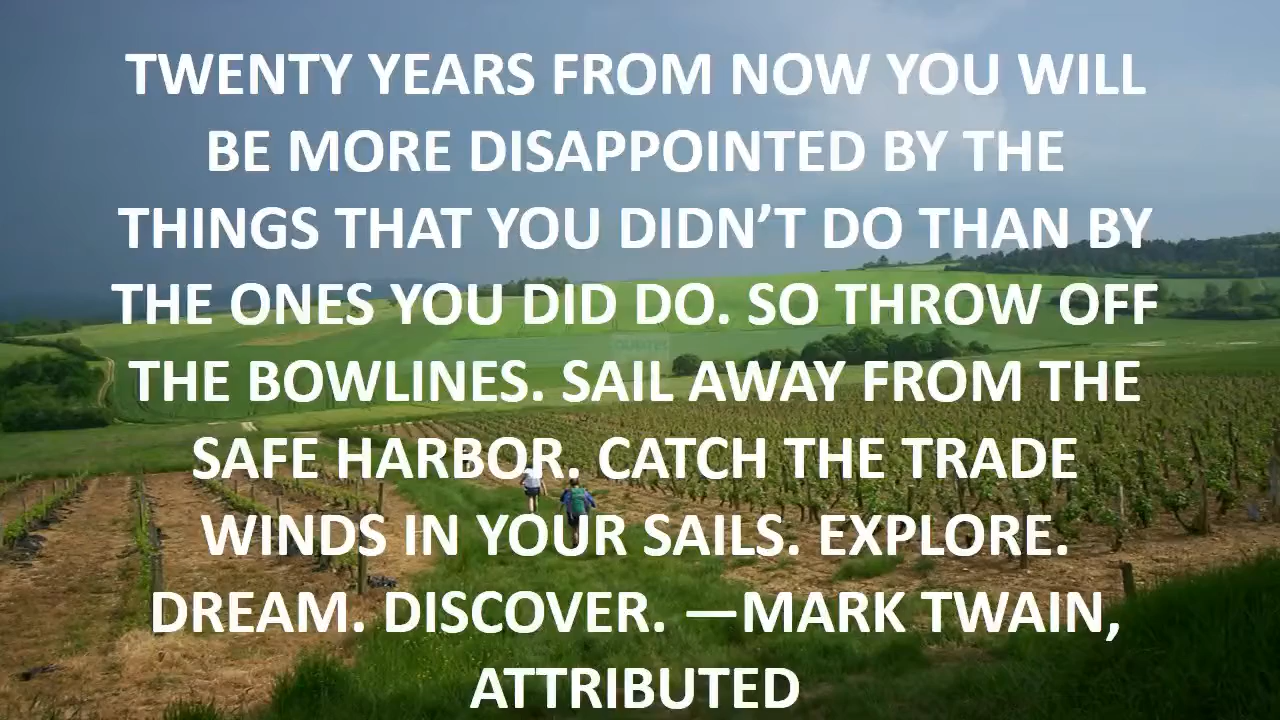 TWENTY YEARS FROM NOW YOU WILL
BE MORE DISAPPOINTED BY THE
THINGS THAT YOU DIDN’T DO THAN BY
THE ONES YOU DID DO. SO THROW OFF
THE BOWLINES. SAIL AWAY FROM THE
SAFE HARBOR. CATCH THE TRADE
WINDS IN YOUR SAILS. EXPLORE.
DREAM. DISCOVER. —MARK TWAIN,
ATTRIBUTED